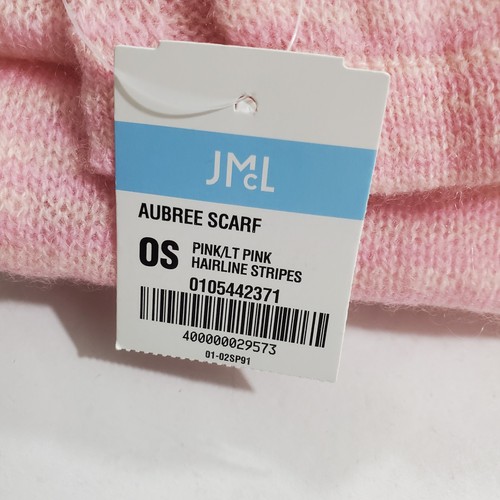 JMcL
AUBREE SCARF
OS
PINK/LT PINK
HAIRLINE STRIPES
0105442371
400000029573
01-02SP91